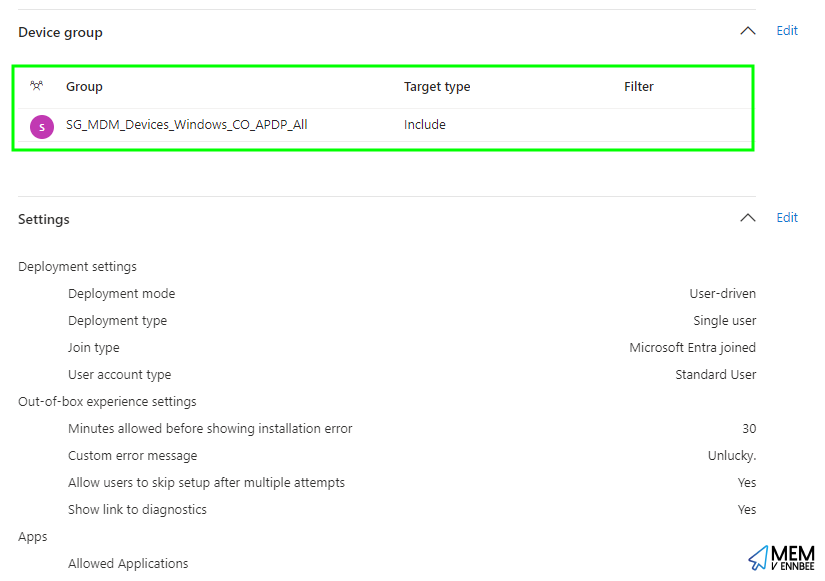 Device group Edit
Group Target type Filter
S SG_MDM_Devices_Windows_CO_APDP_All Include
Settings Edit
Deployment settings
Deployment mode User-driven
Deployment type Single user
Join type Microsoft Entra joined
User account type Standard User
Out-of-box experience settings
Minutes allowed before showing installation error 30
Custom error message Unlucky.
Allow users to skip setup after multiple attempts Yes
Show link to diagnostics Yes
Apps
Allowed Applications
MEM
V ENNBEE